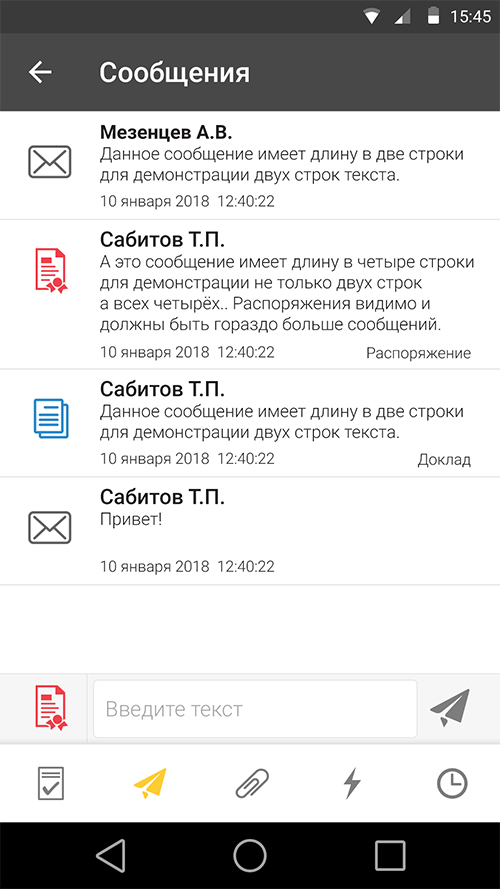 15:45
Сообщения
Мезенцев А.В.
Данное сообщение имеет длину в две строки
для демонстрации двух строк текста.
10 января 2018 12:40:22
Сабитов Т.П.
А это сообщение имеет длину в четыре строки
для демонстрации не только двух строк
а всех четырёх.. Распоряжения видимо и
должны быть гораздо больше сообщений.
10 января 2018 12:40:22 Распоряжение
Сабитов Т.П.
Данное сообщение имеет длину в две строки
для демонстрации двух строк текста.
10 января 2018 12:40:22 Доклад
Сабитов Т.П.
Привет!
10 января 2018 12:40:22
Введите текст